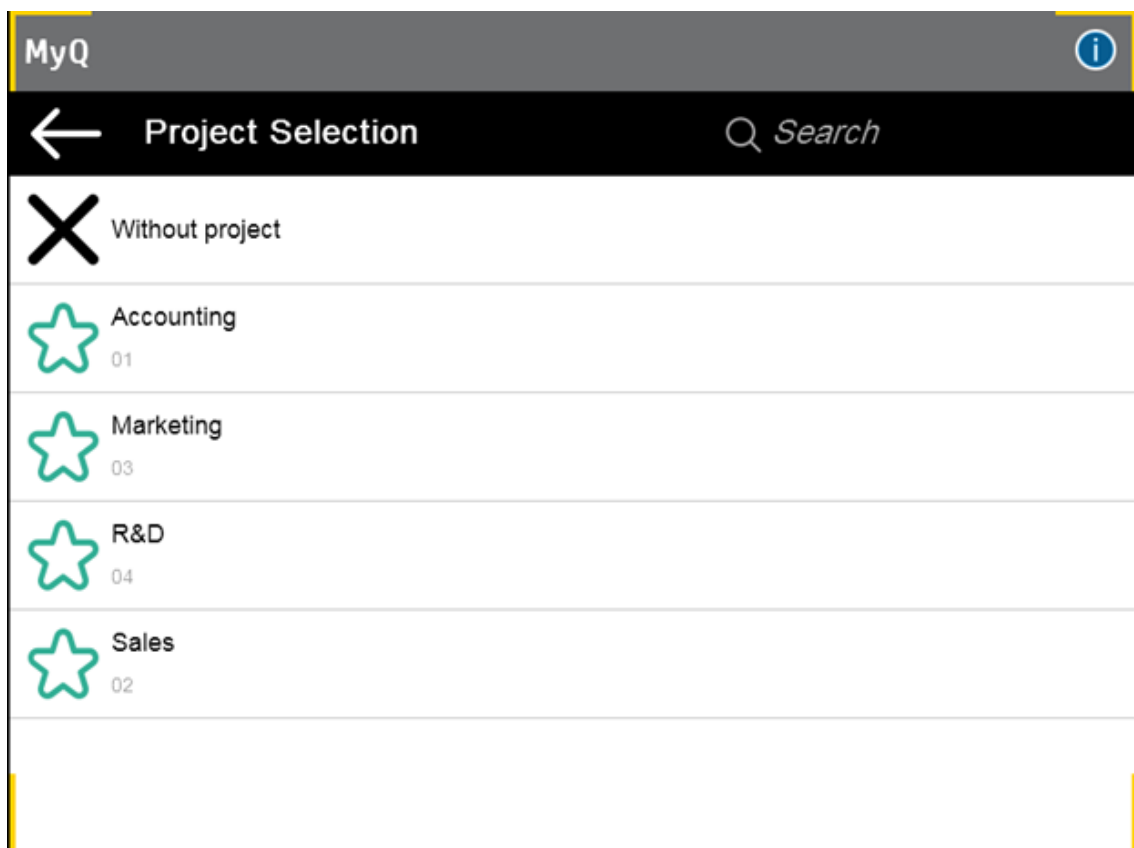 MyQ
Project Selection
Search
Without project
Accounting
01
Marketing
03
R&D
04
Sales
02